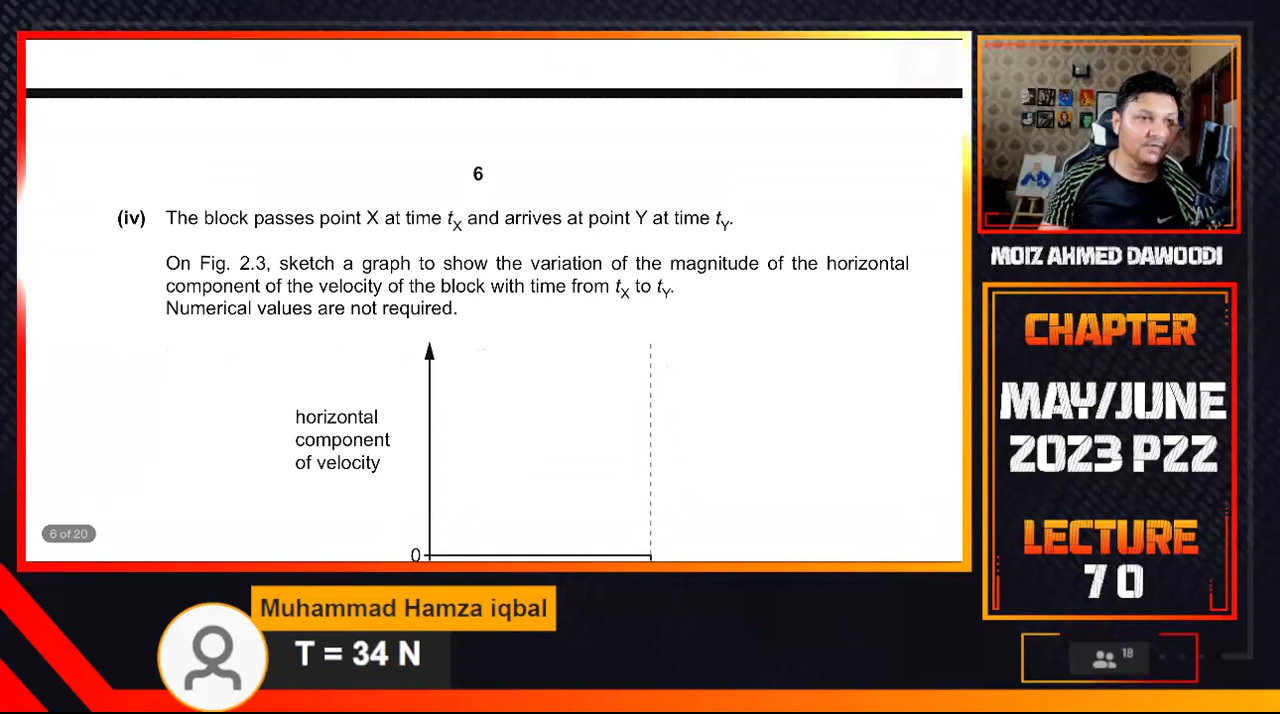 6
(iv) The block passes point X at time tX and arrives at point Y at time tY.
On Fig. 2.3, sketch a graph to show the variation of the magnitude of the horizontal
component of the velocity of the block with time from tX to tY.
Numerical values are not required.
horizontal
component
of velocity
0
6 of 20
MOIZ AHMED DAWOODI
CHAPTER
MAY/JUNE
2023 P22
LECTURE
70
Muhammad Hamza iqbal
T = 34 N
18